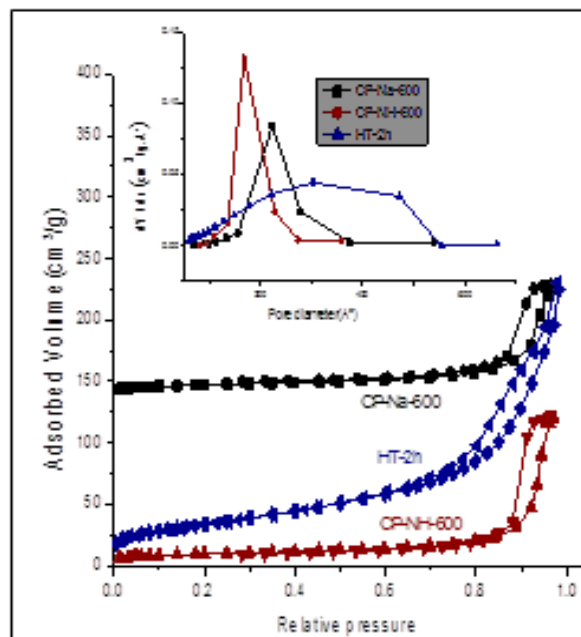 CP-Na-600
CP-NH-600
HT-2h
Pore diameter(A°)
400
350
300
250
200
150
100
50
0
CP-Na-600
HT-2h
CP-NH-600
0.0 0.2 0.4 0.6 0.8 1.0
Adsorbed Volume(cm³/g)
Relative pressure